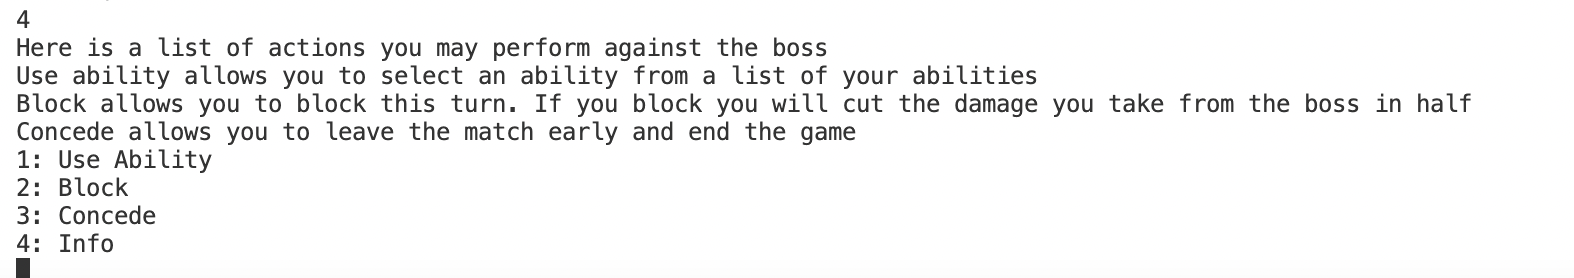 4
Here is a list of actions you may perform against the boss
Use ability allows you to select an ability from a list of your abilities
Block allows you to block this turn. If you block you will cut the damage you take from the boss in half
Concede allows you to leave the match early and end the game
1: Use Ability
2: Block
3: Concede
4: Info